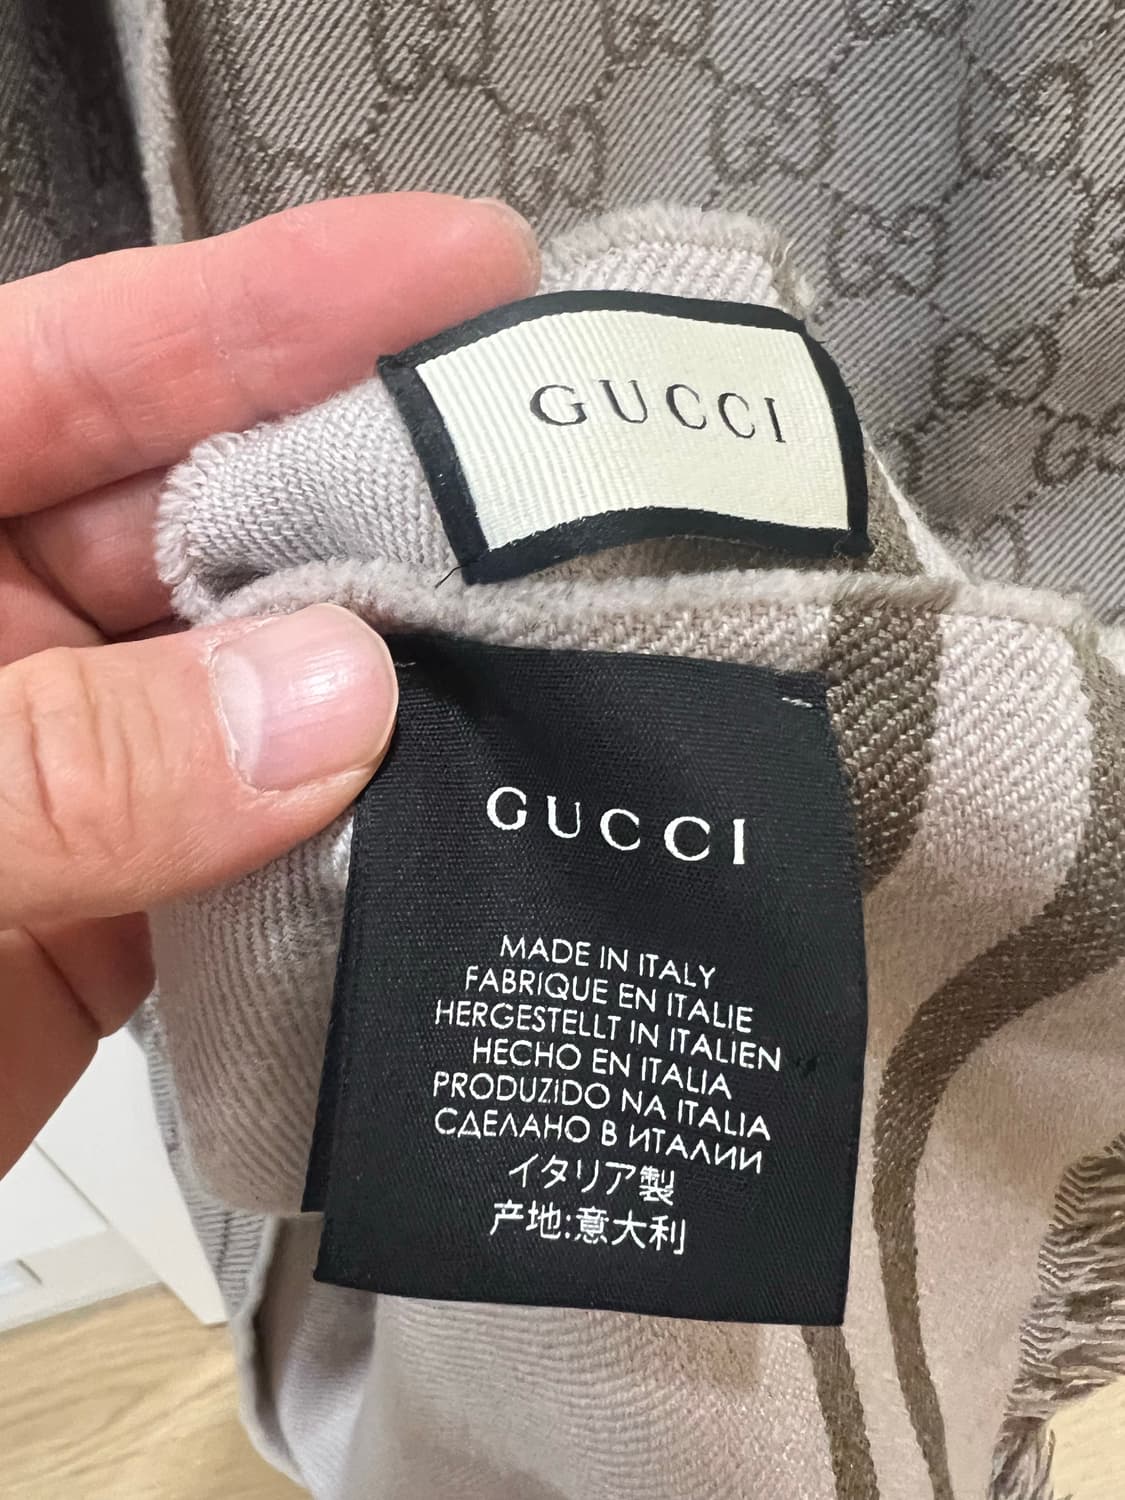 GUCCI
GUCCI
MADE IN ITALY
FABRIQUE EN ITALIE
HERGESTELLT IN ITALIEN
HECHO EN ITALIA
PRODUZIDO NA ITALIA
СДЕЛАНО В ИТАЛИИ
イタリア製
产地:意大利